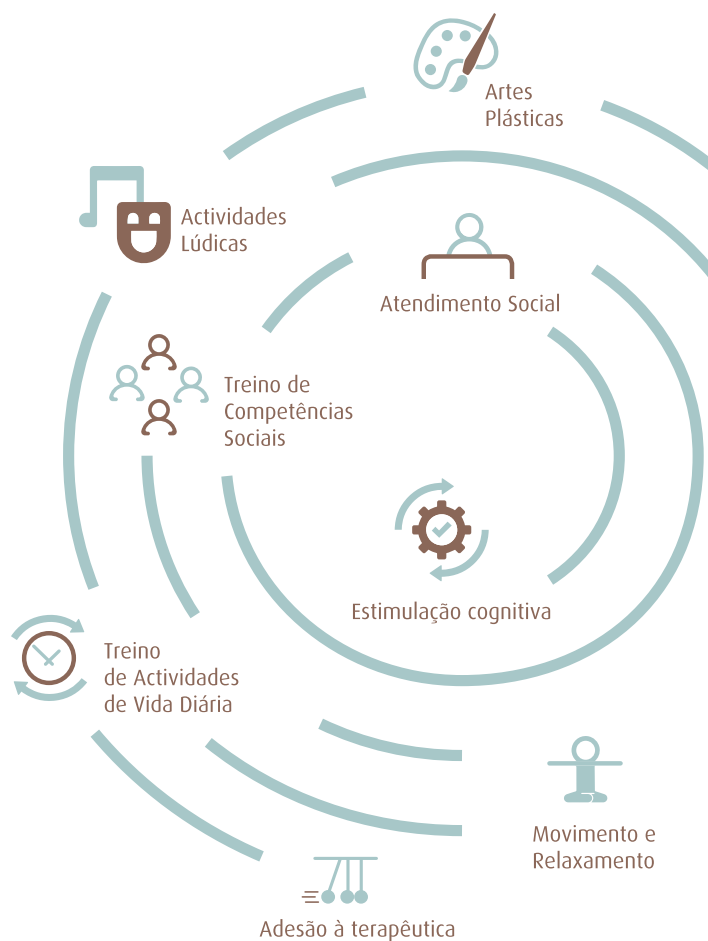 Artes
Plásticas
Actividades
Lúdicas
Atendimento Social
Treino de
Competências
Sociais
Estimulação cognitiva
Treino
de Actividades
de Vida Diária
Movimento e
Relaxamento
Adesão à terapêutica